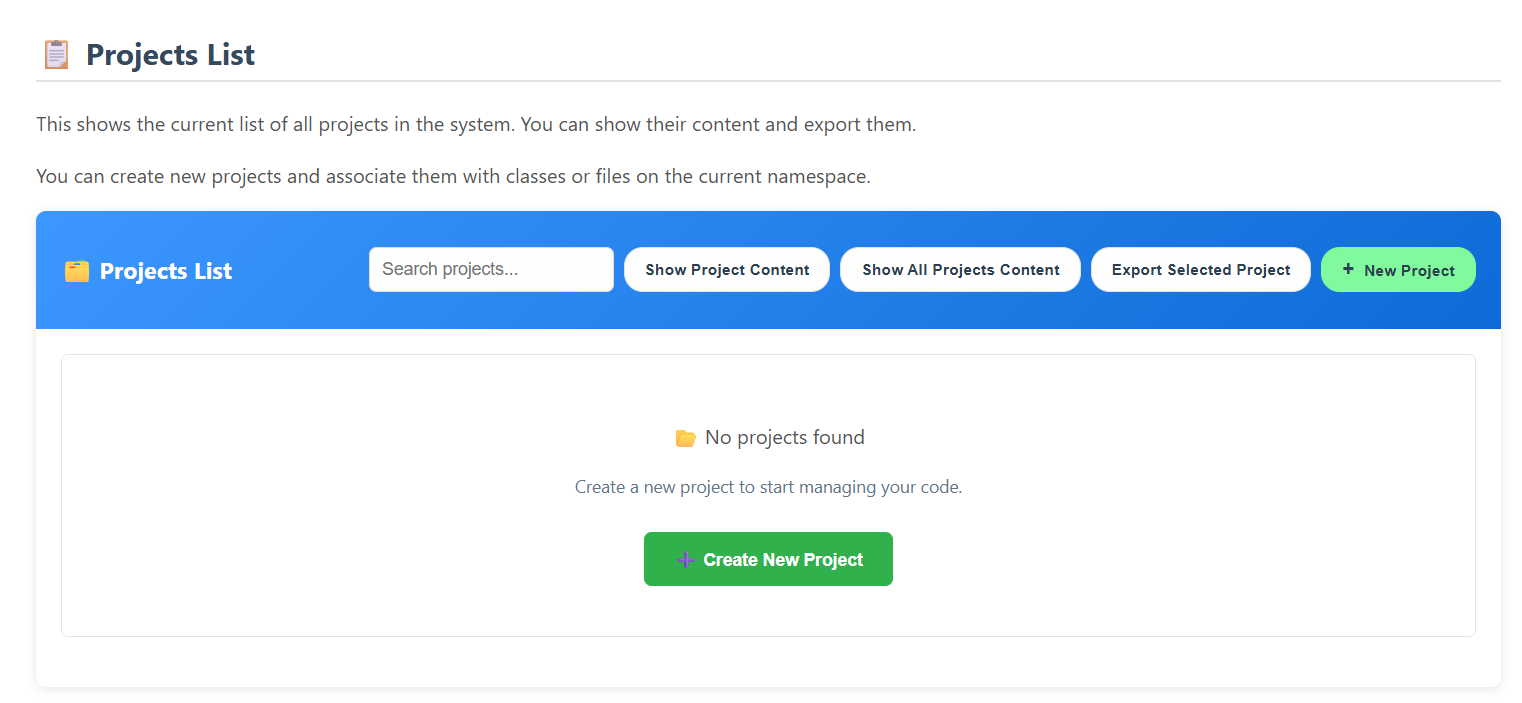 Projects List
This shows the current list of all projects in the system. You can show their content and export them.
You can create new projects and associate them with classes or files on the current namespace.
Projects List
Search projects...
Show Project Content
Show All Projects Content
Export Selected Project
+ New Project
No projects found
Create a new project to start managing your code.
Create New Project